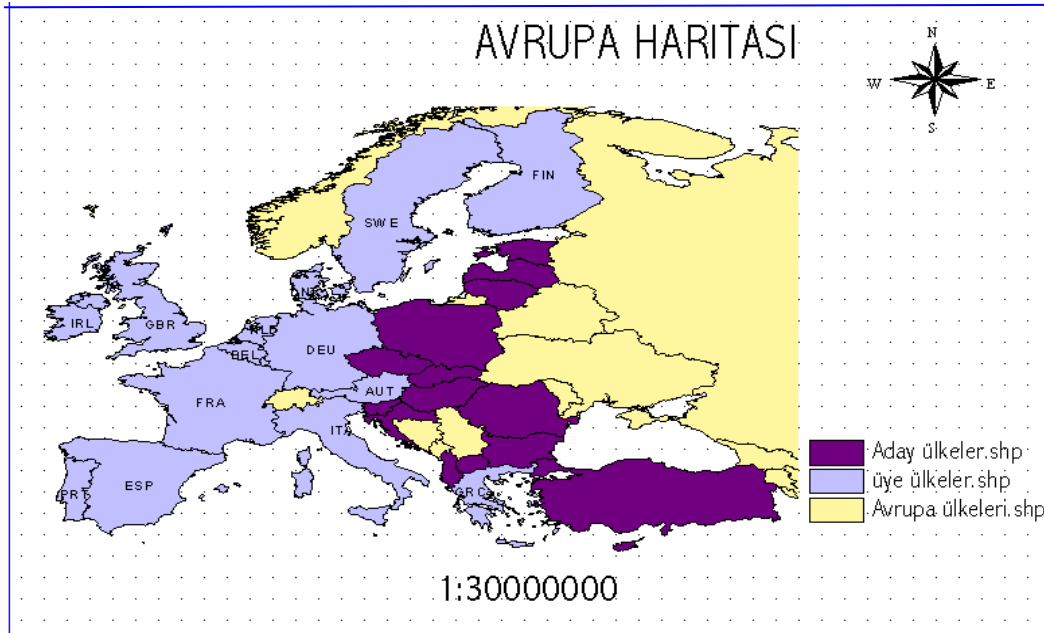 AVRUPA HARITASI
N
W E
S
FIN
SWE
IRL
GBR
NLD
BEL
DEU
AUT
FRA
ITA
PRT
ESP
GRC
Aday ülkeler.shp
üye ülkeler.shp
Avrupa ülkeleri.shp
1:30000000